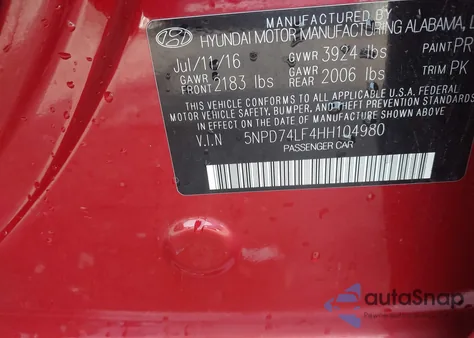 MANUFACTURED BY
HYUNDAI MOTOR MANUFACTURING ALABAMA, L
Jul/11/16 GVWR 3924 lbs PAINT PR
GAWR FRONT 2183 lbs GAWR REAR 2006 lbs TRIM PK
THIS VEHICLE CONFORMS TO ALL APPLICABLE U.S.A. FEDERAL
MOTOR VEHICLE SAFETY, BUMPER, AND THEFT PREVENTION STANDARDS
IN EFFECT ON THE DATE OF MANUFACTURE SHOWN ABOVE
V.I.N 5NPD74LF4HH104980
PASSENGER CAR
autoSnap